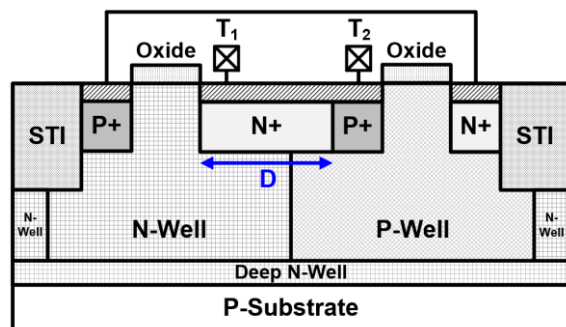 T1 T2
Oxide Oxide
STI P+ N+ P+ N+ STI
D
N-Well N-Well P-Well N-Well
Deep N-Well
P-Substrate